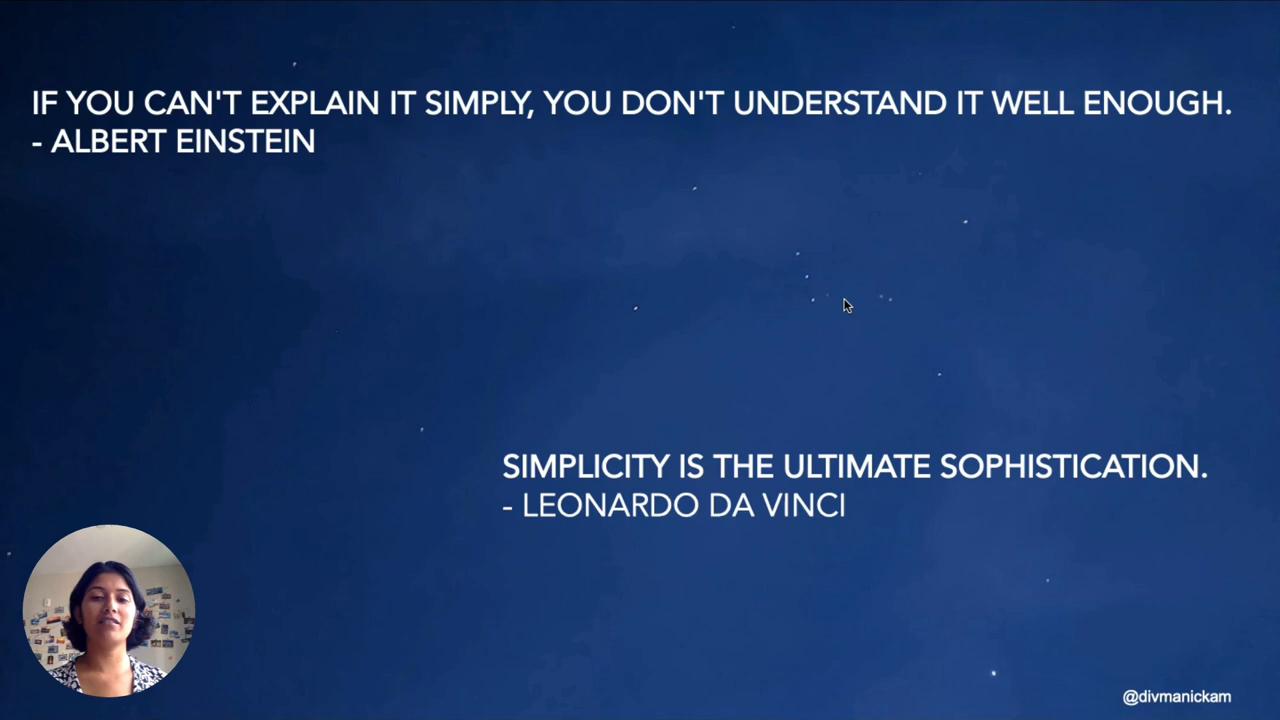 IF YOU CAN'T EXPLAIN IT SIMPLY, YOU DON'T UNDERSTAND IT WELL ENOUGH.
- ALBERT EINSTEIN
SIMPLICITY IS THE ULTIMATE SOPHISTICATION.
- LEONARDO DA VINCI
@divmanickam